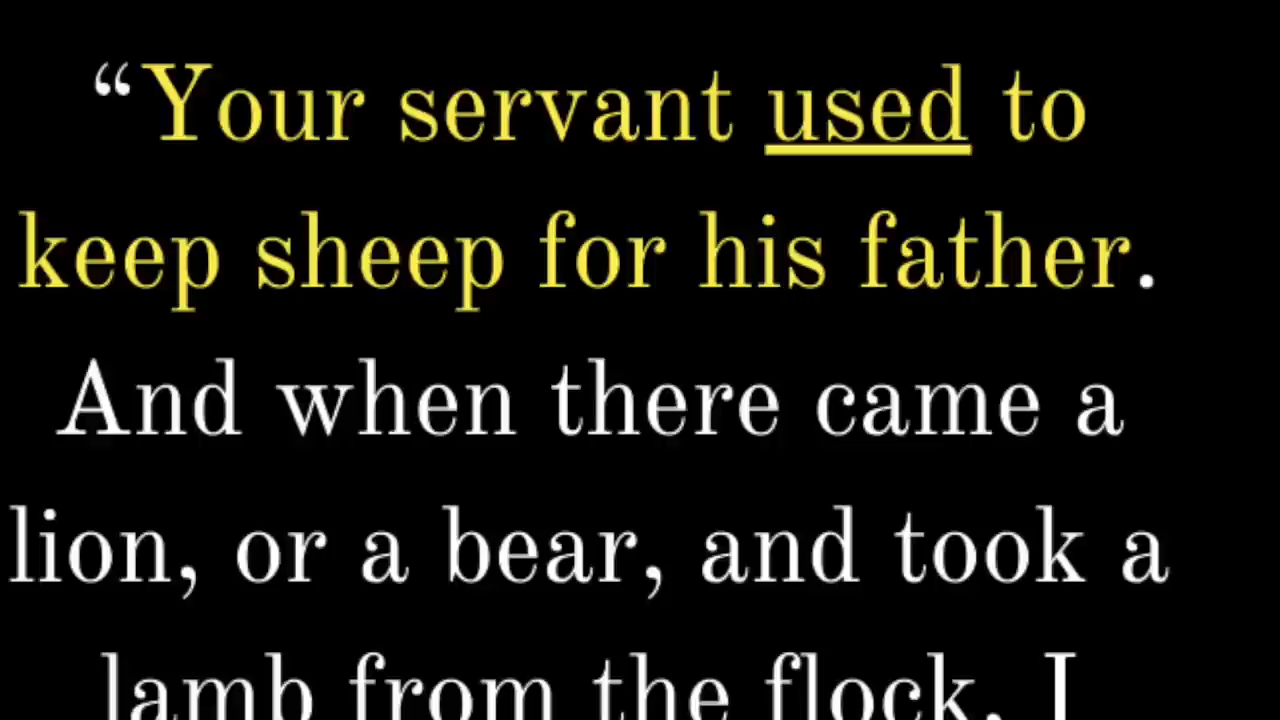 “Your servant used to
keep sheep for his father.
And when there came a
lion, or a bear, and took a
lamb from the flock, I